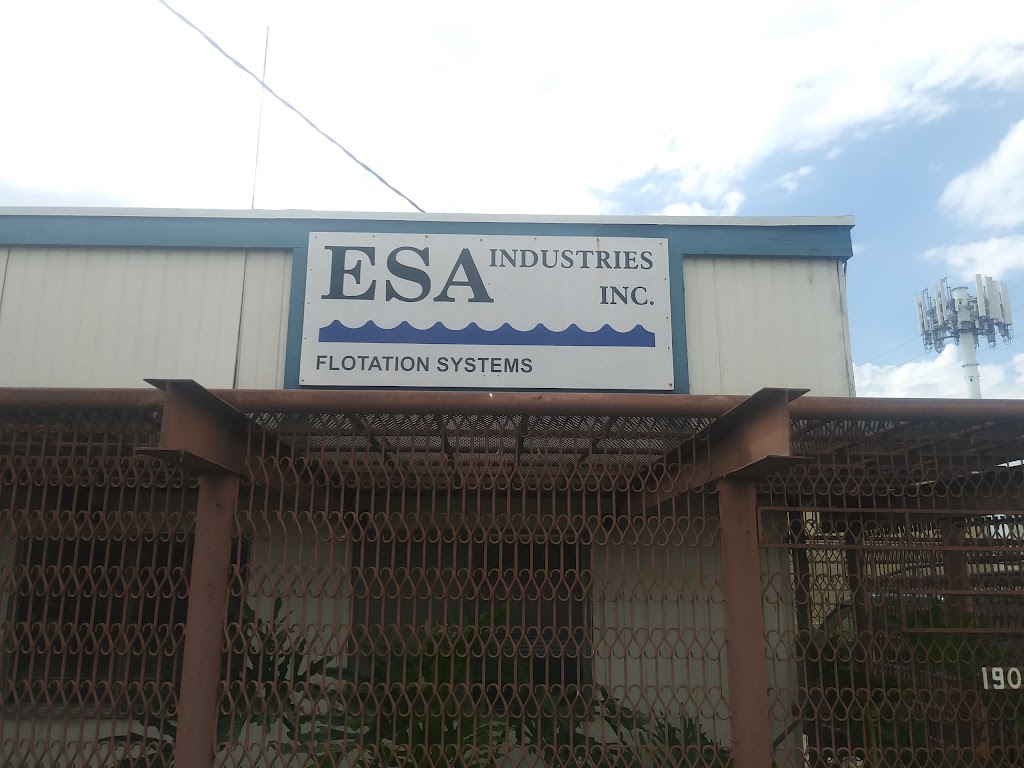 ESA INDUSTRIES
INC.
FLOTATION SYSTEMS
190